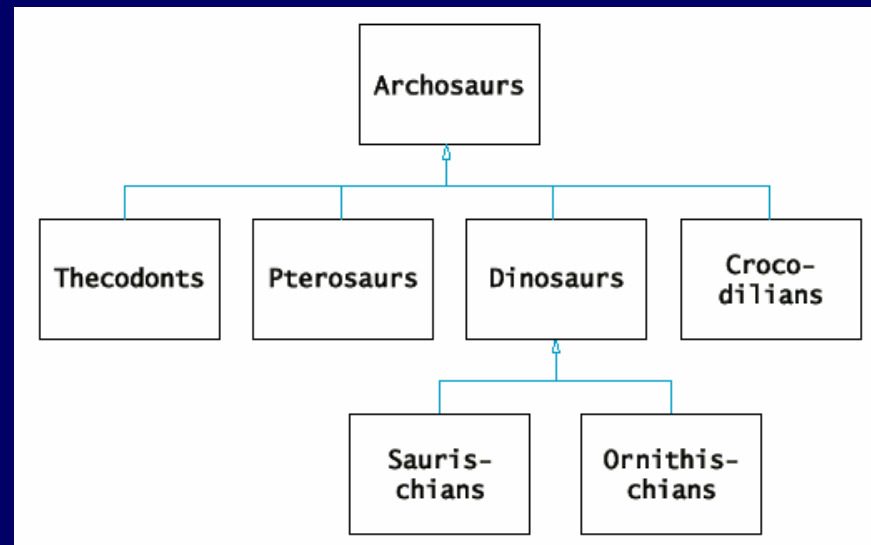 Archosaurs
Thecodonts
Pterosaurs
Dinosaurs
Croco-
dilians
Sauris-
chians
Ornithis-
chians